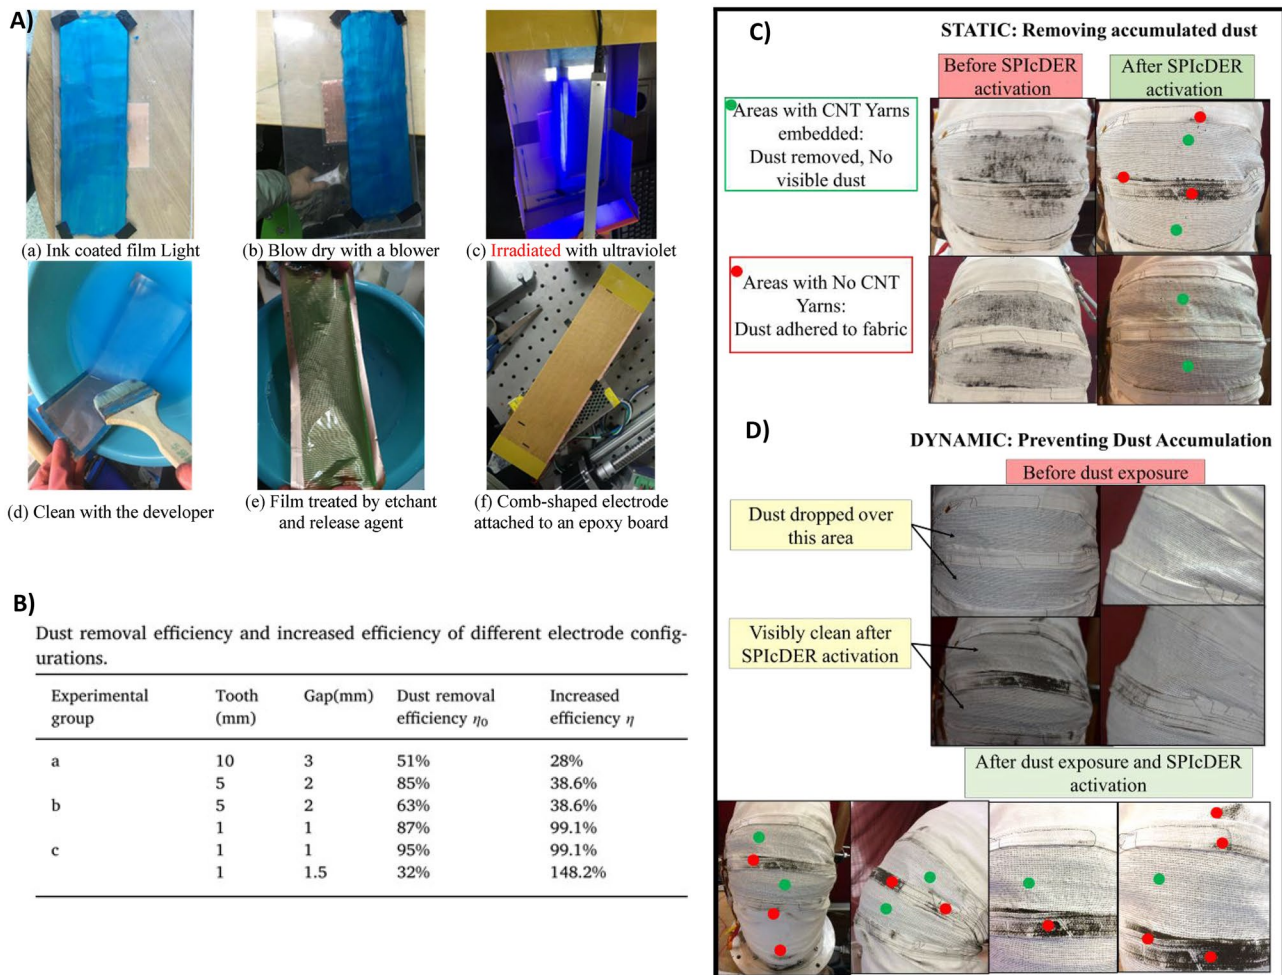 A)
(a) Ink coated film Light
(b) Blow dry with a blower
(c) Irradiated with ultraviolet
(d) Clean with the developer
(e) Film treated by etchant
and release agent
(f) Comb-shaped electrode
attached to an epoxy board
B)
Dust removal efficiency and increased efficiency of different electrode config-
urations.
Experimental group Tooth (mm) Gap(mm) Dust removal efficiency η0 Increased efficiency η
a 10 3 51% 28%
5 2 85% 38.6%
b 5 2 63% 38.6%
1 1 87% 99.1%
c 1 1 95% 99.1%
1 1.5 32% 148.2%
C)
STATIC: Removing accumulated dust
Before SPIcDER
activation
After SPIcDER
activation
Areas with CNT Yarns
embedded:
Dust removed, No
visible dust
Areas with No CNT
Yarns:
Dust adhered to fabric
D)
DYNAMIC: Preventing Dust Accumulation
Before dust exposure
Dust dropped over
this area
Visibly clean after
SPIcDER activation
After dust exposure and SPIcDER
activation